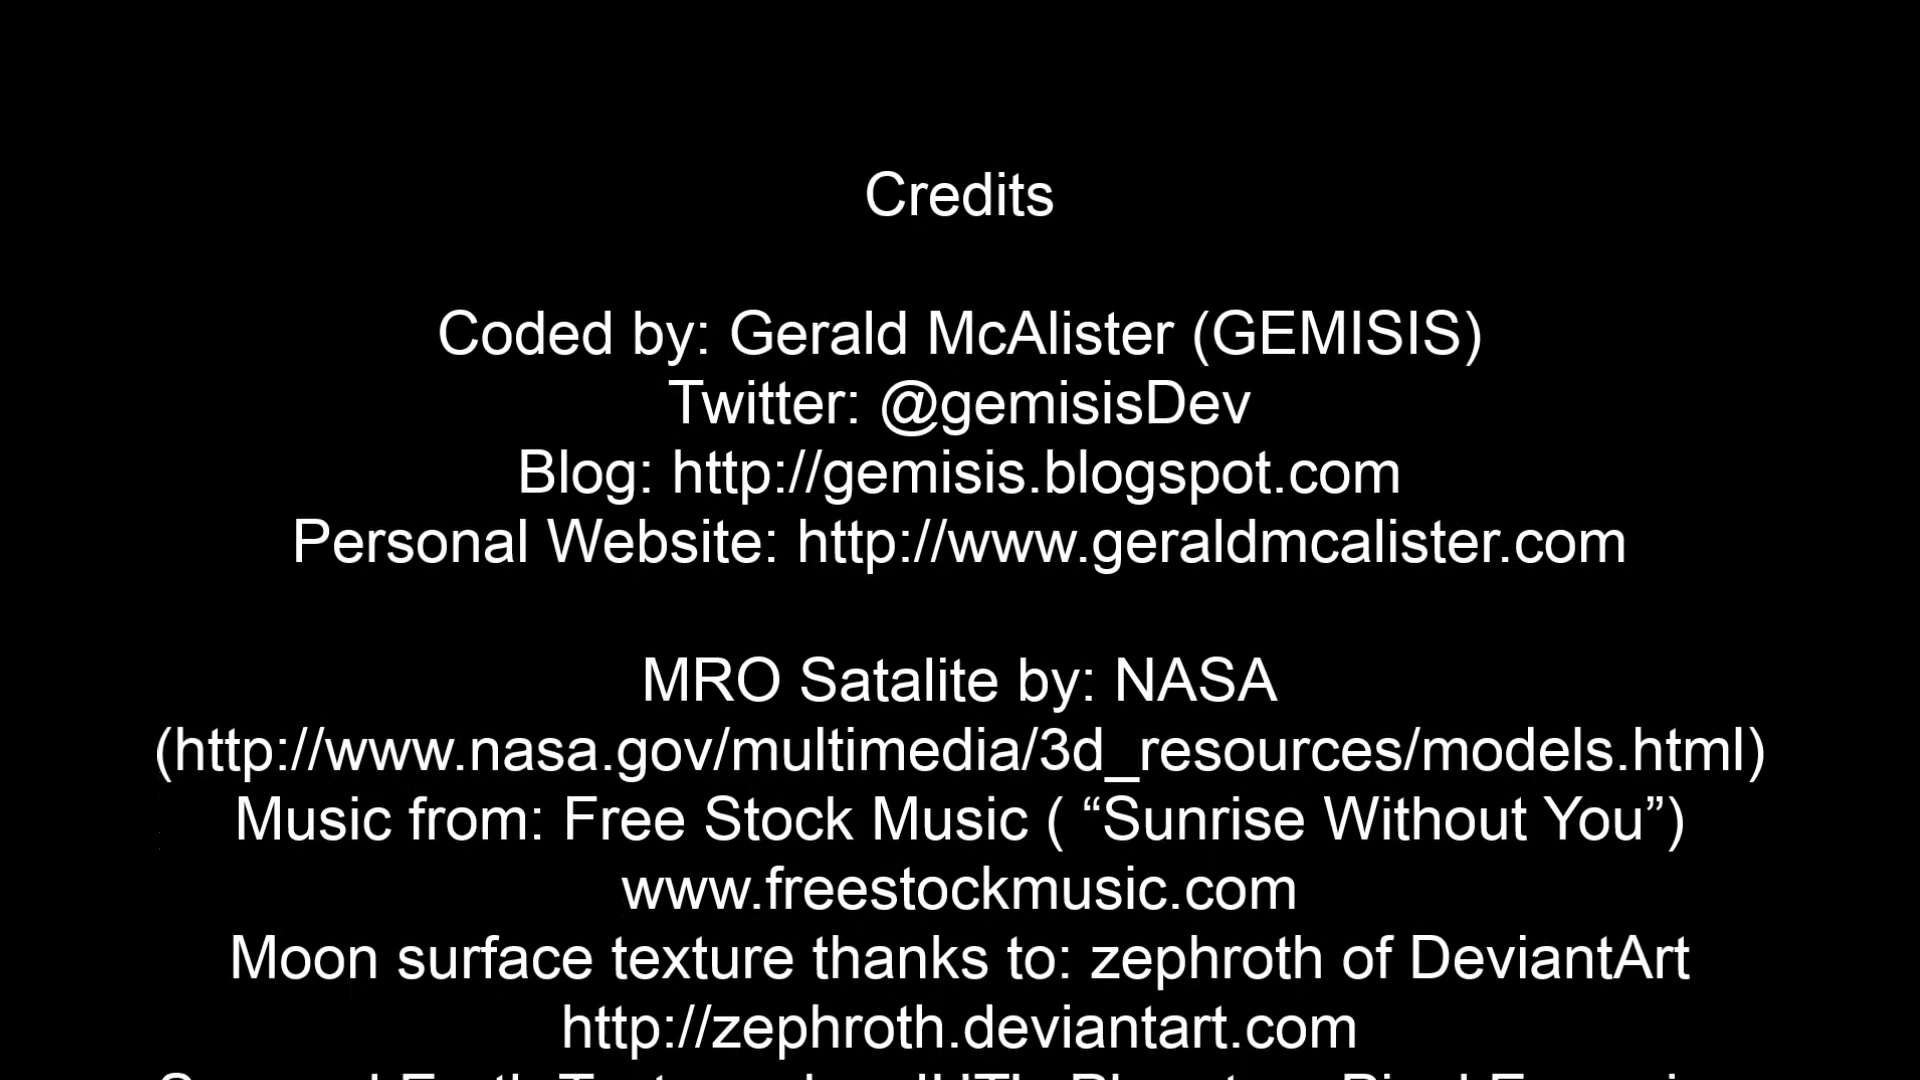 Credits
Coded by: Gerald McAlister (GEMISIS)
Twitter: @gemisisDev
Blog: http://gemisis.blogspot.com
Personal Website: http://www.geraldmcalister.com
MRO Satalite by: NASA
(http://www.nasa.gov/multimedia/3d_resources/models.html)
Music from: Free Stock Music ( “Sunrise Without You”)
www.freestockmusic.com
Moon surface texture thanks to: zephroth of DeviantArt
http://zephroth.deviantart.com